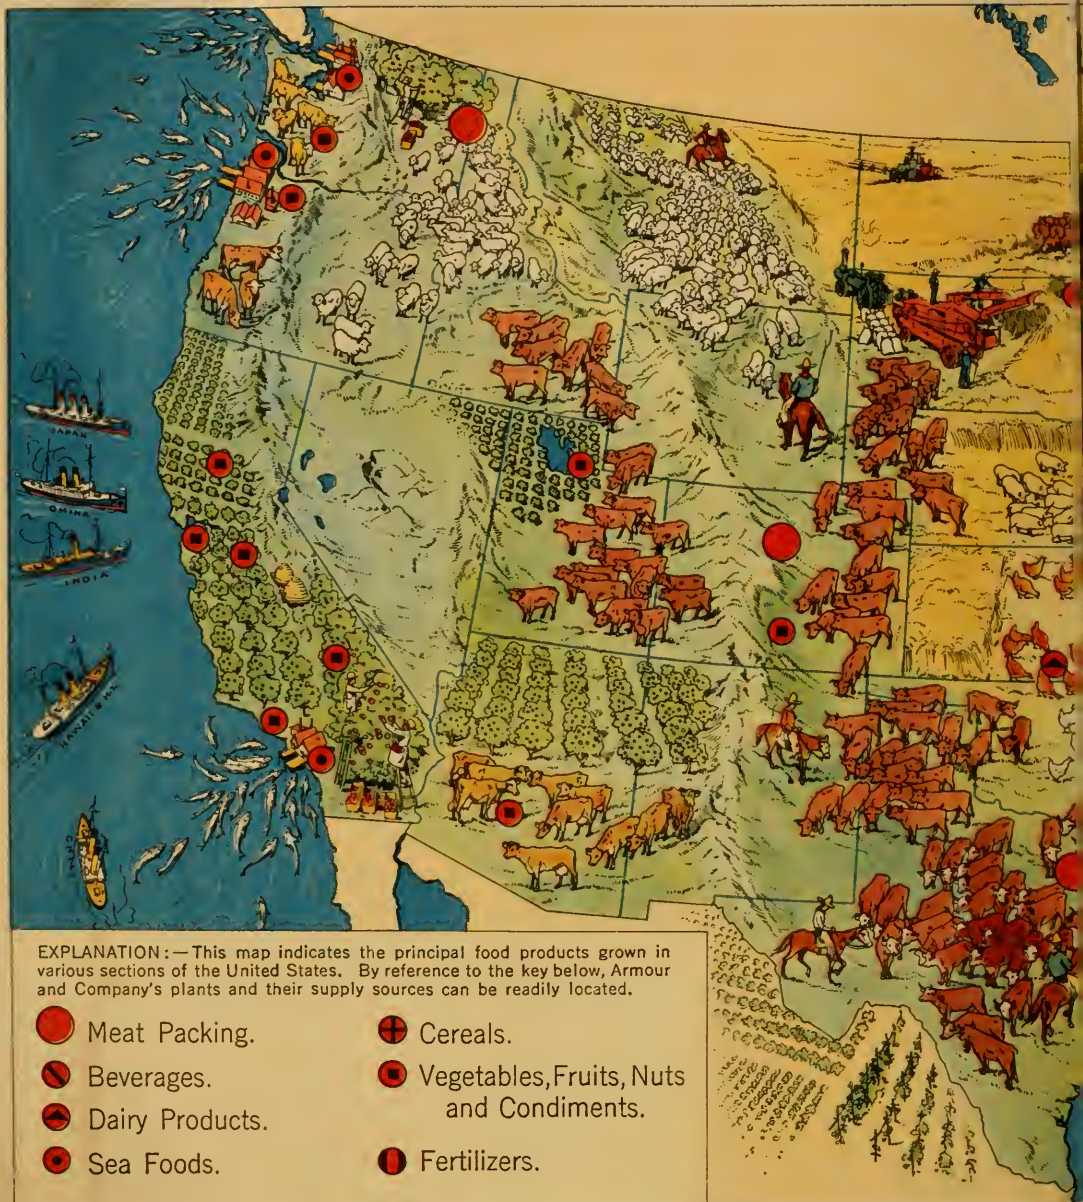 JAPAN
CHINA
INDIA
HAWAII & P.I.
EXPLANATION:—This map indicates the principal food products grown in
various sections of the United States. By reference to the key below, Armour
and Company's plants and their supply sources can be readily located.
Meat Packing.
Beverages.
Dairy Products.
Sea Foods.
Cereals.
Vegetables, Fruits, Nuts
and Condiments.
Fertilizers.